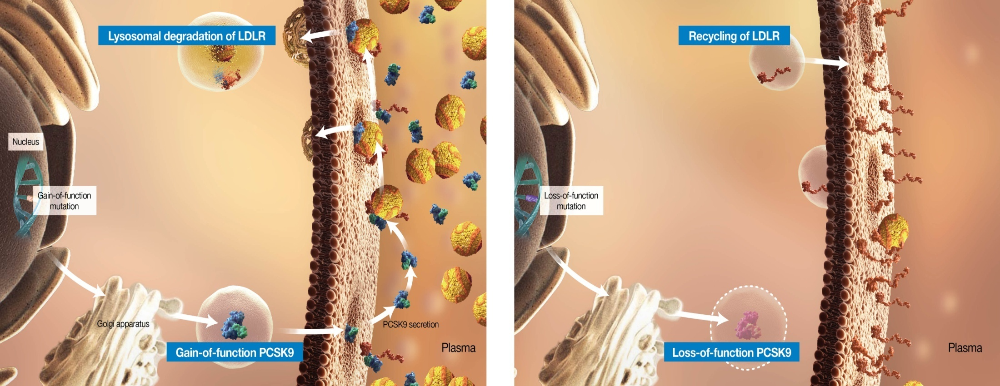 Lysosomal degradation of LDLR
Nucleus
Gain-of-function
mutation
Golgi apparatus
Gain-of-function PCSK9
PCSK9 secretion
Plasma
Recycling of LDLR
Loss-of-function
mutation
Loss-of-function PCSK9
Plasma